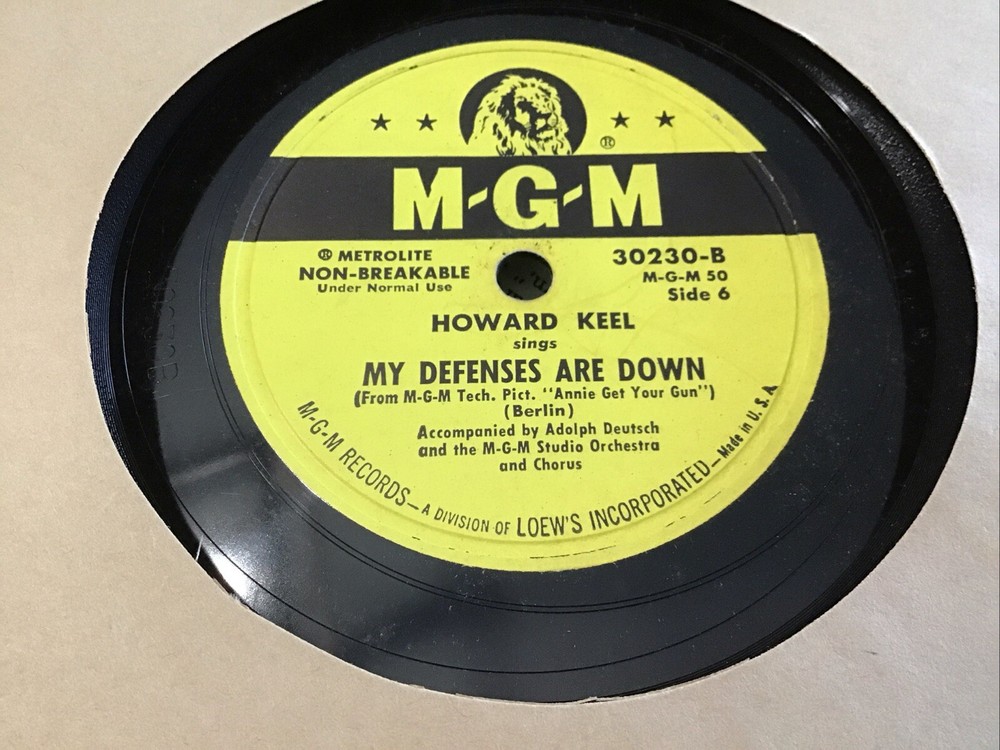 ★ ★ ★ ★
®
M-G-M
® METROLITE
NON-BREAKABLE
Under Normal Use
30230-B
M-G-M 50
Side 6
HOWARD KEEL
sings
MY DEFENSES ARE DOWN
(From M-G-M Tech. Pict. "Annie Get Your Gun")
(Berlin)
Accompanied by Adolph Deutsch
and the M-G-M Studio Orchestra
and Chorus
M-G-M RECORDS—A DIVISION OF LOEW'S INCORPORATED—Made in U. S. A.